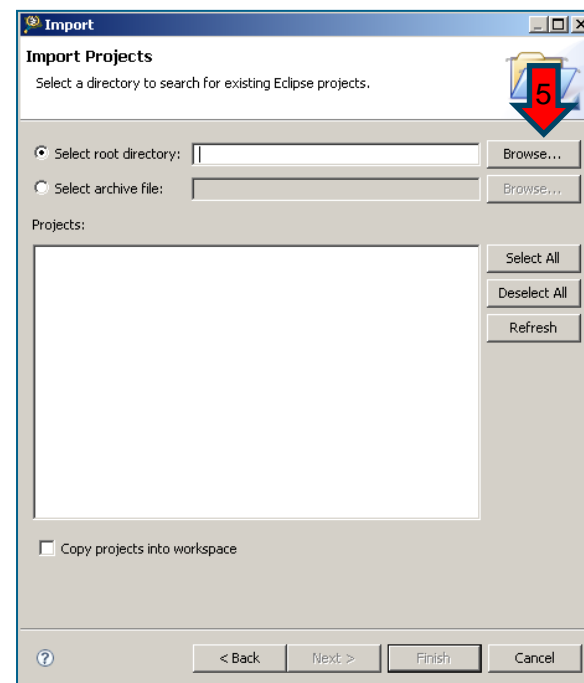 Import
Import Projects
Select a directory to search for existing Eclipse projects.
5
Select root directory:
Browse...
Select archive file:
Browse...
Projects:
Select All
Deselect All
Refresh
Copy projects into workspace
?
< Back
Next >
Finish
Cancel